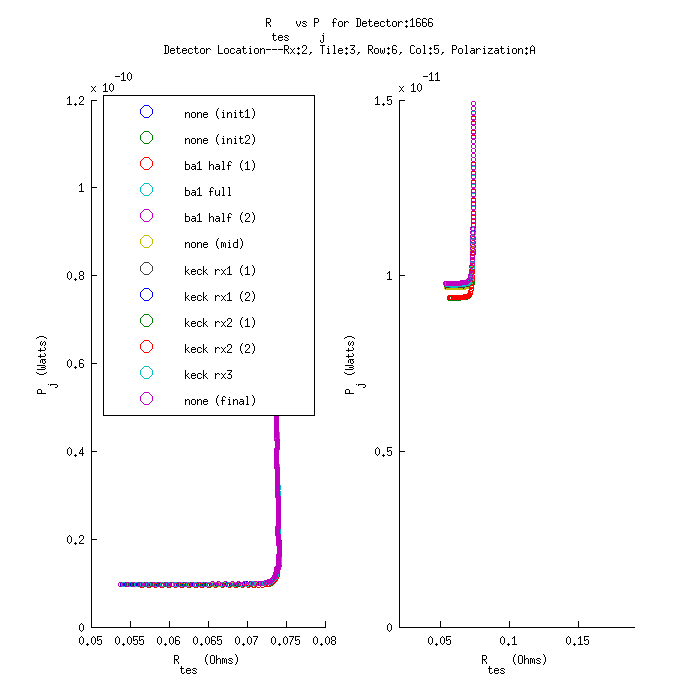 R    vs P  for Detector:1666
tes    j
Detector Location---Rx:2, Tile:3, Row:6, Col:5, Polarization:A
x 10^-10
x 10^-11
1.2
1
0.8
0.6
0.4
0.2
0
P_j (Watts)
none (init1)
none (init2)
ba1 half (1)
ba1 full
ba1 half (2)
none (mid)
keck rx1 (1)
keck rx1 (2)
keck rx2 (1)
keck rx2 (2)
keck rx3
none (final)
0.05 0.055 0.06 0.065 0.07 0.075 0.08
R_tes (Ohms)
1.5
1
0.5
0
P_j (Watts)
0.05 0.1 0.15
R_tes (Ohms)